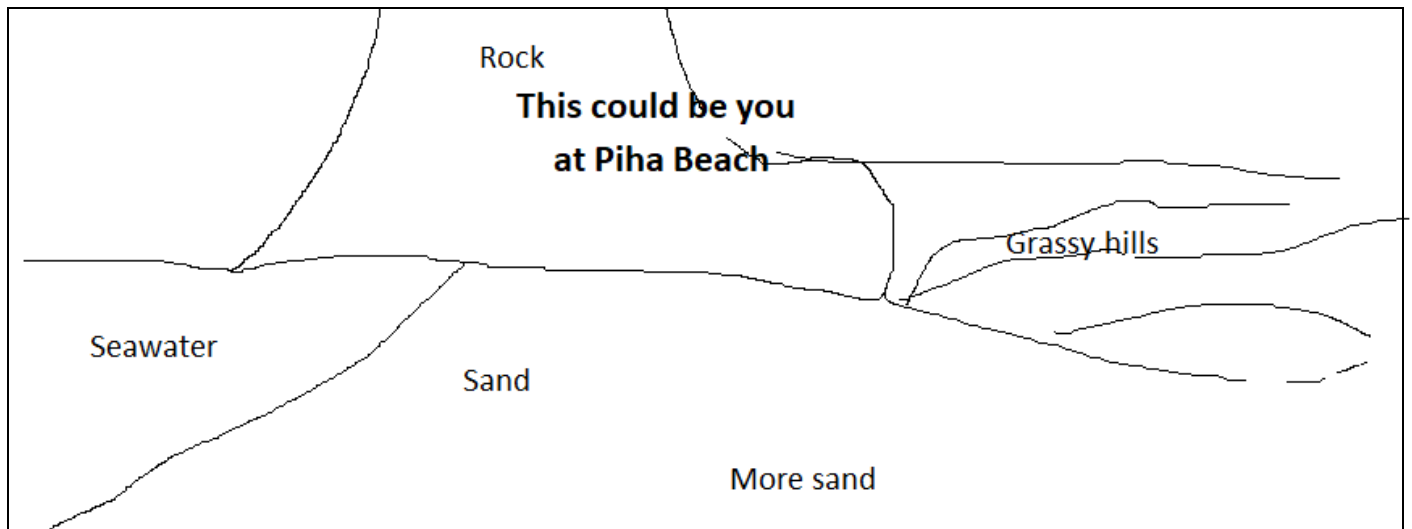 Rock
This could be you
at Piha Beach
Grassy hills
Seawater
Sand
More sand